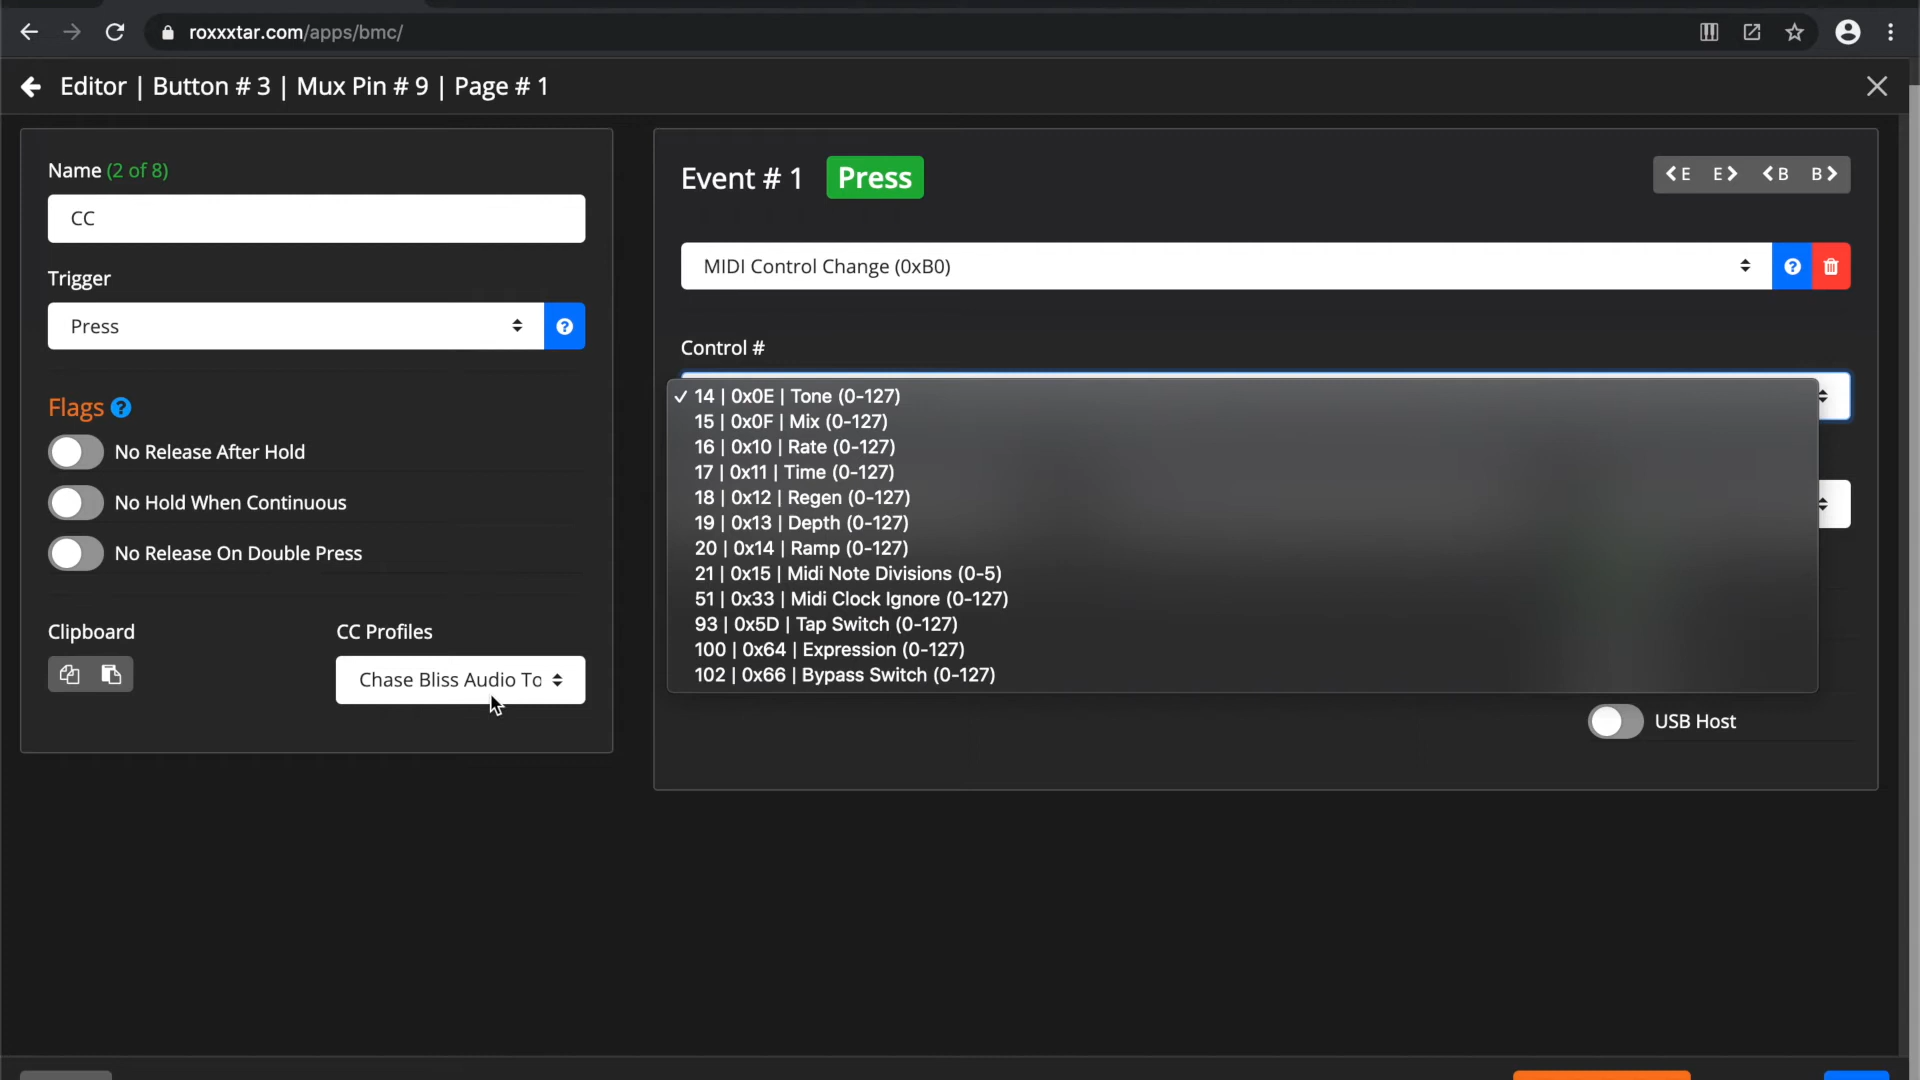 roxxxtar.com/apps/bmc/
Editor | Button # 3 | Mux Pin # 9 | Page # 1
Name (2 of 8)
CC
Trigger
Press
Flags
No Release After Hold
No Hold When Continuous
No Release On Double Press
Clipboard
CC Profiles
Chase Bliss Audio To
Event # 1 Press
E E B B
MIDI Control Change (0xB0)
Control #
✓ 14 | 0x0E | Tone (0-127)
15 | 0x0F | Mix (0-127)
16 | 0x10 | Rate (0-127)
17 | 0x11 | Time (0-127)
18 | 0x12 | Regen (0-127)
19 | 0x13 | Depth (0-127)
20 | 0x14 | Ramp (0-127)
21 | 0x15 | Midi Note Divisions (0-5)
51 | 0x33 | Midi Clock Ignore (0-127)
93 | 0x5D | Tap Switch (0-127)
100 | 0x64 | Expression (0-127)
102 | 0x66 | Bypass Switch (0-127)
USB Host